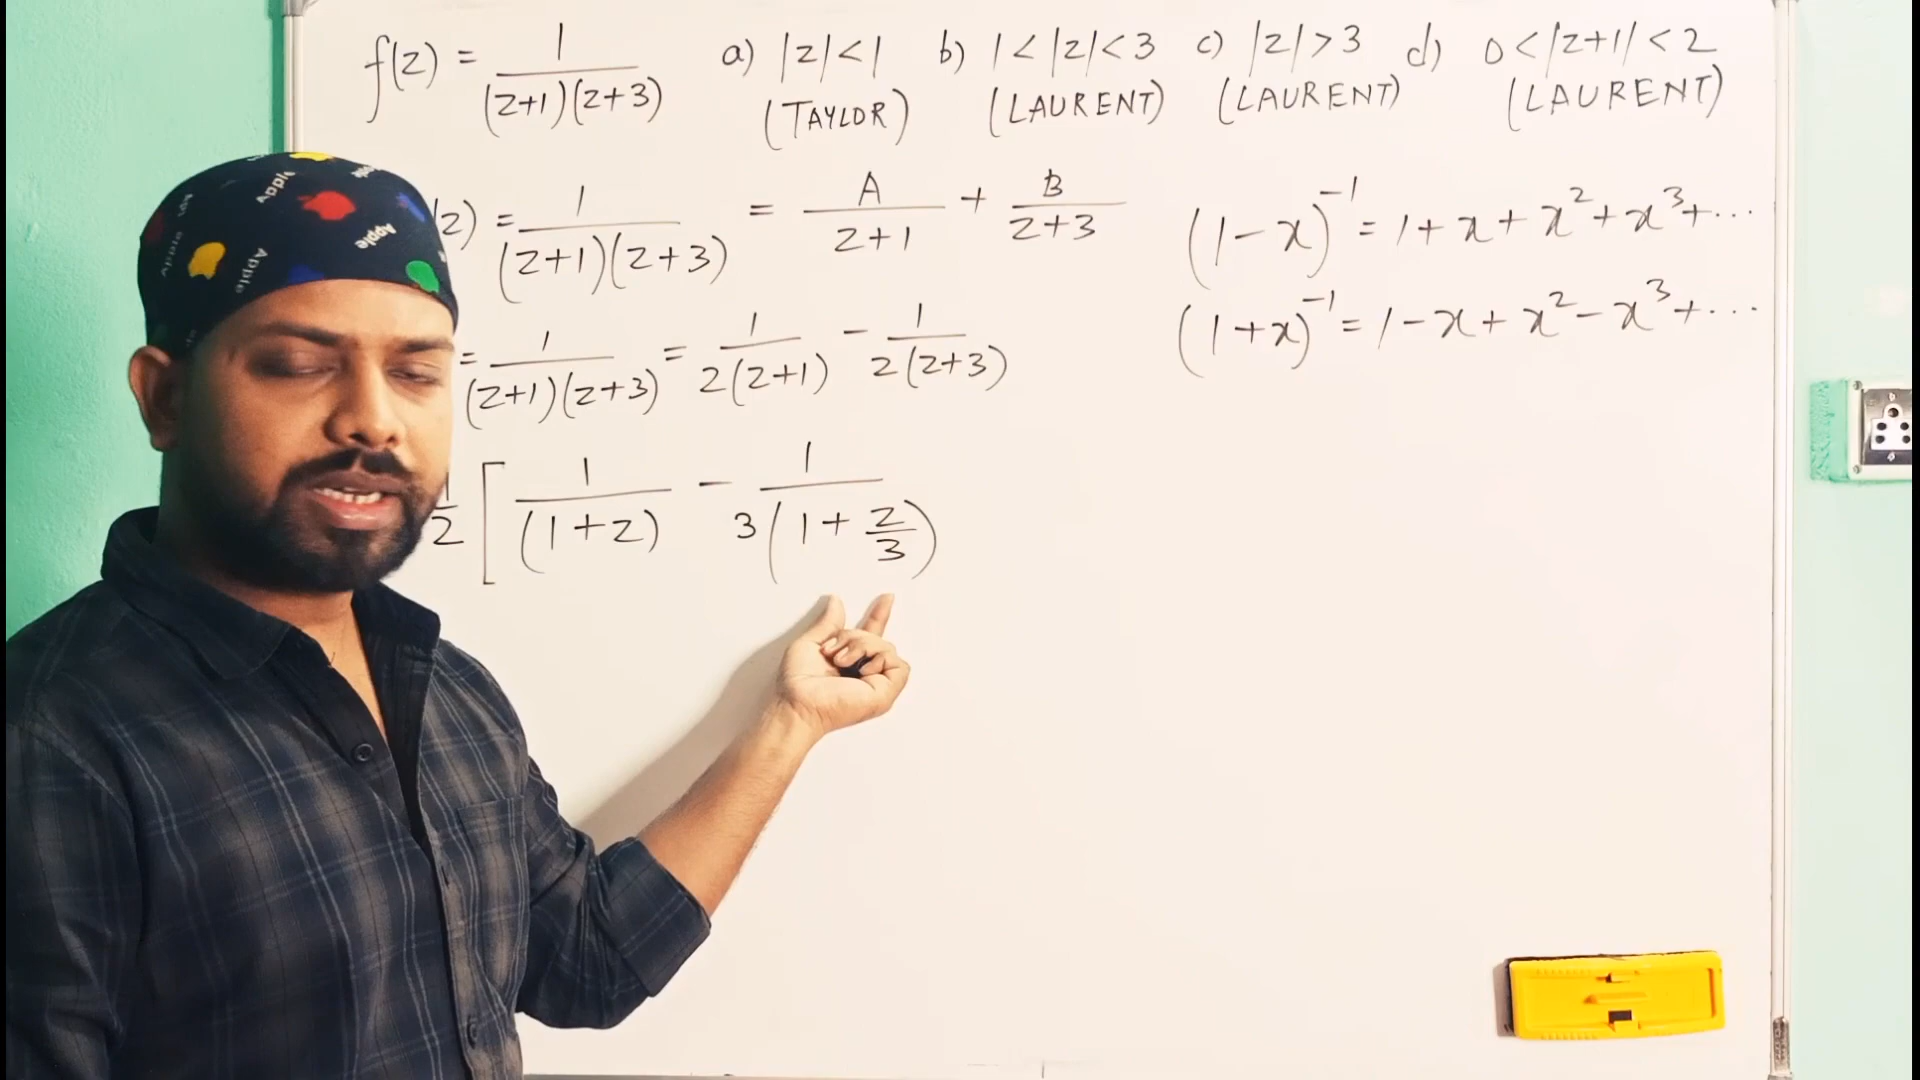 f(z) = 1/((z+1)(z+3)) a) |z|<1 b) 1<|z|<3 c) |z|>3 d) 0<|z+1|<2
(TAYLOR) (LAURENT) (LAURENT) (LAURENT)
(z) = 1/((z+1)(z+3)) = A/(z+1) + B/(z+3)
(1-x)^-1 = 1+x+x^2+x^3+...
= 1/((z+1)(z+3)) = 1/(2(z+1)) - 1/(2(z+3))
(1+x)^-1 = 1-x+x^2-x^3+...
1/2 [ 1/((1+z)) - 1/(3(1+z/3))
Apple
Apple
Apple
Apple